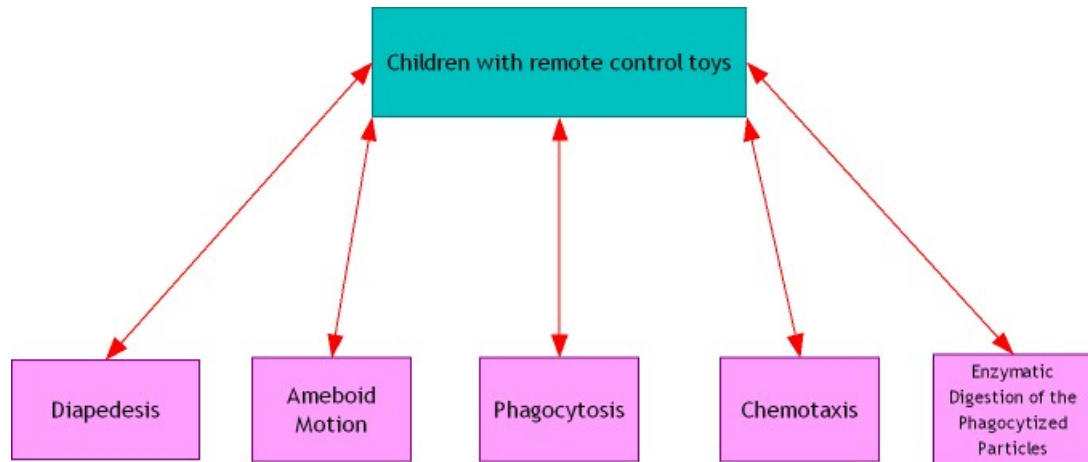 Children with remote control toys
Diapedesis
Ameboid
Motion
Phagocytosis
Chemotaxis
Enzymatic
Digestion of the
Phagocytized
Particles